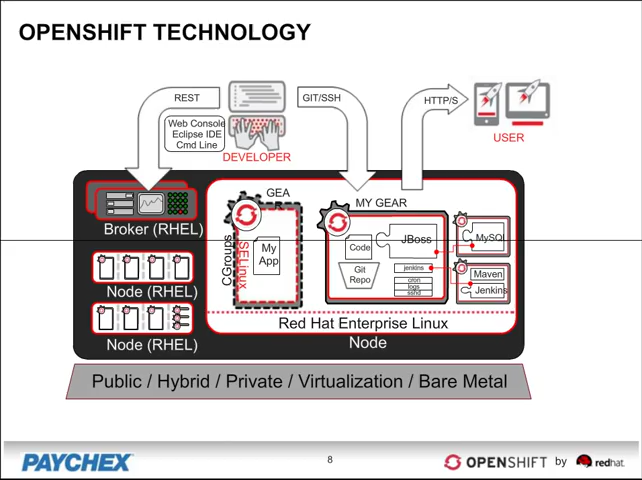 OPENSHIFT TECHNOLOGY
REST
GIT/SSH
HTTP/S
Web Console
Eclipse IDE
Cmd Line
DEVELOPER
USER
GEA
MY GEAR
Broker (RHEL)
CGroups
SELinux
My
App
Code
JBoss
MySQL
Git
Repo
jenkins
cron
logs
sshd
Maven
Jenkins
Node (RHEL)
Node (RHEL)
Red Hat Enterprise Linux
Node
Public / Hybrid / Private / Virtualization / Bare Metal
PAYCHEX
8
OPENSHIFT by redhat.